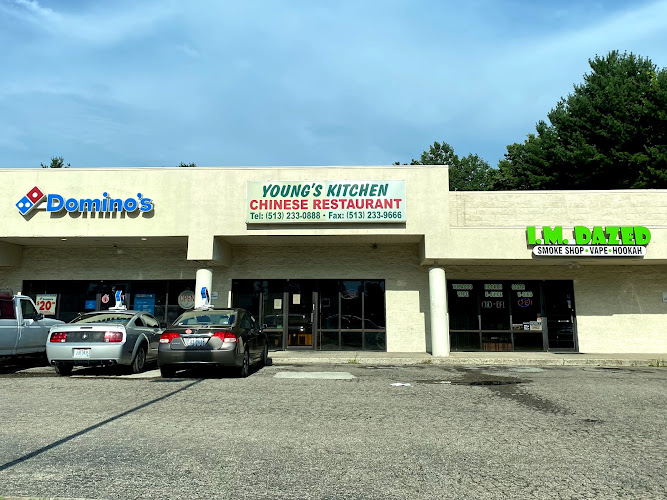 Domino's
YOUNG'S KITCHEN
CHINESE RESTAURANT
Tel: (513) 233-0888 • Fax: (513) 233-9666
I.M. DAZED
SMOKE SHOP • VAPE • HOOKAH
$20
OPEN